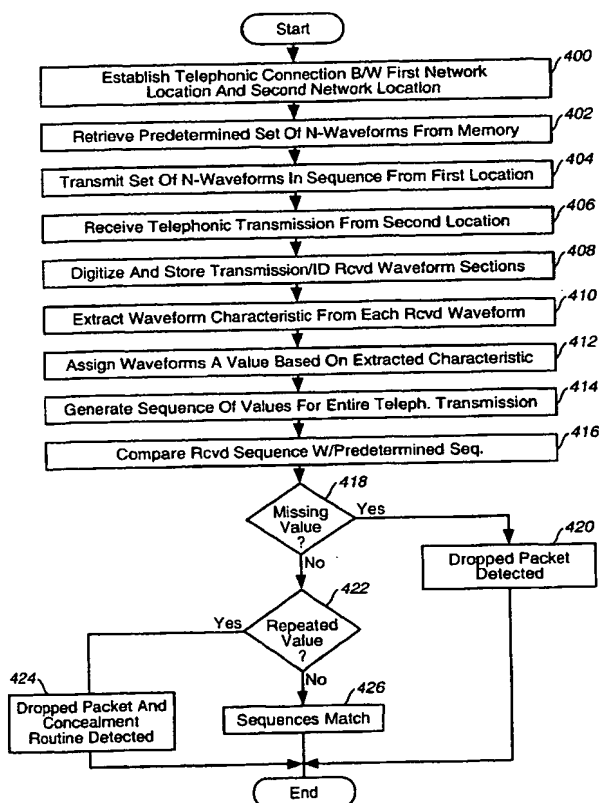 Start
400
Establish Telephonic Connection B/W First Network
Location And Second Network Location
402
Retrieve Predetermined Set Of N-Waveforms From Memory
404
Transmit Set Of N-Waveforms In Sequence From First Location
406
Receive Telephonic Transmission From Second Location
408
Digitize And Store Transmission/ID Rcvd Waveform Sections
410
Extract Waveform Characteristic From Each Rcvd Waveform
412
Assign Waveforms A Value Based On Extracted Characteristic
414
Generate Sequence Of Values For Entire Teleph. Transmission
416
Compare Rcvd Sequence W/Predetermined Seq.
418
Missing
Value
?
Yes
No
420
Dropped Packet
Detected
422
Repeated
Value
?
Yes
No
424
Dropped Packet And
Concealment
Routine Detected
426
Sequences Match
End